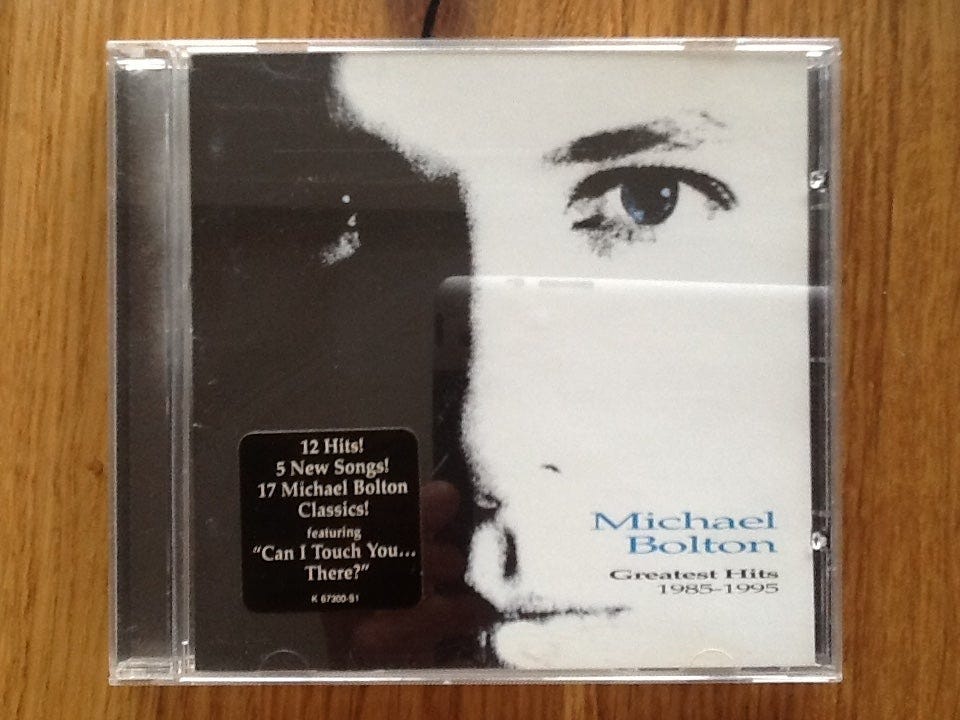 12 Hits!
5 New Songs!
17 Michael Bolton
Classics!
featuring
"Can I Touch You...
There?"
K 67300-S1
Michael
Bolton
Greatest Hits
1985-1995